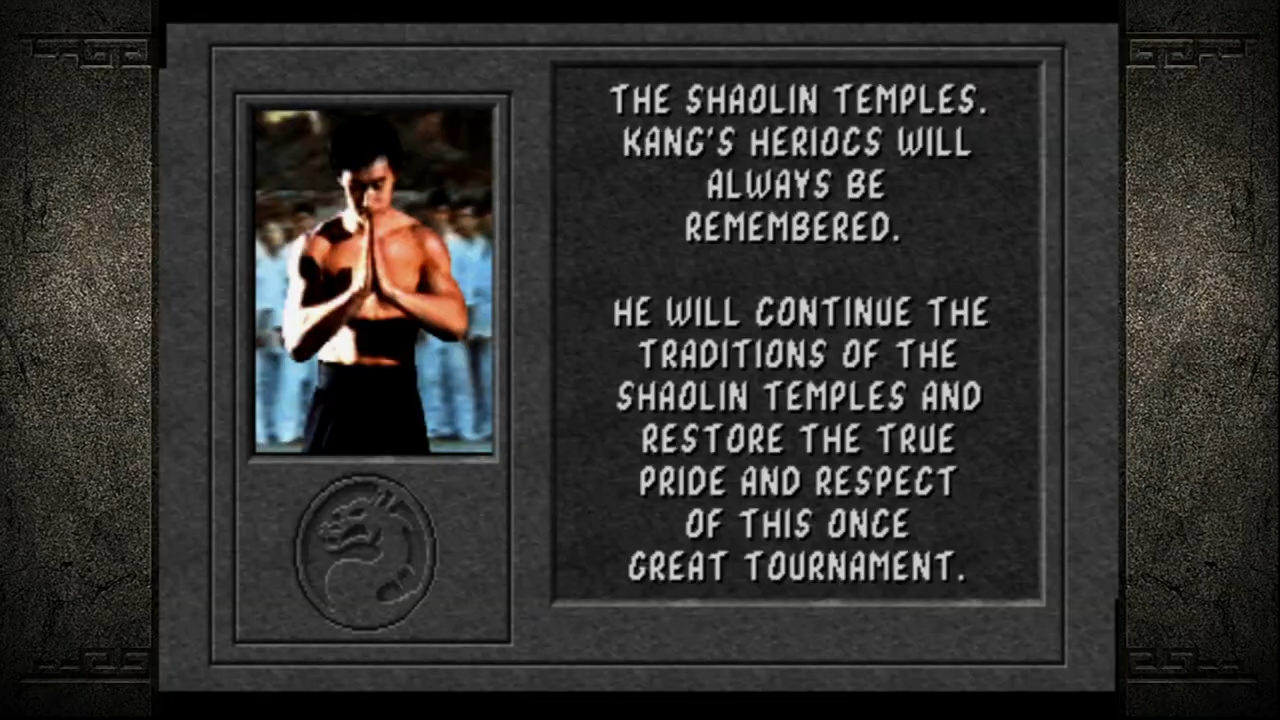 THE SHAOLIN TEMPLES.
KANG'S HERIOCS WILL
ALWAYS BE
REMEMBERED.
HE WILL CONTINUE THE
TRADITIONS OF THE
SHAOLIN TEMPLES AND
RESTORE THE TRUE
PRIDE AND RESPECT
OF THIS ONCE
GREAT TOURNAMENT.